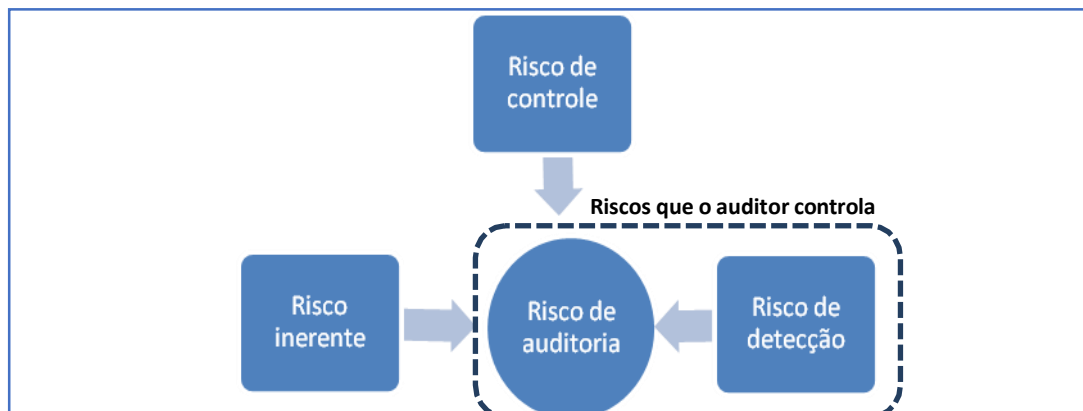 Risco de
controle
Riscos que o auditor controla
Risco
inerente
Risco de
auditoria
Risco de
detecção